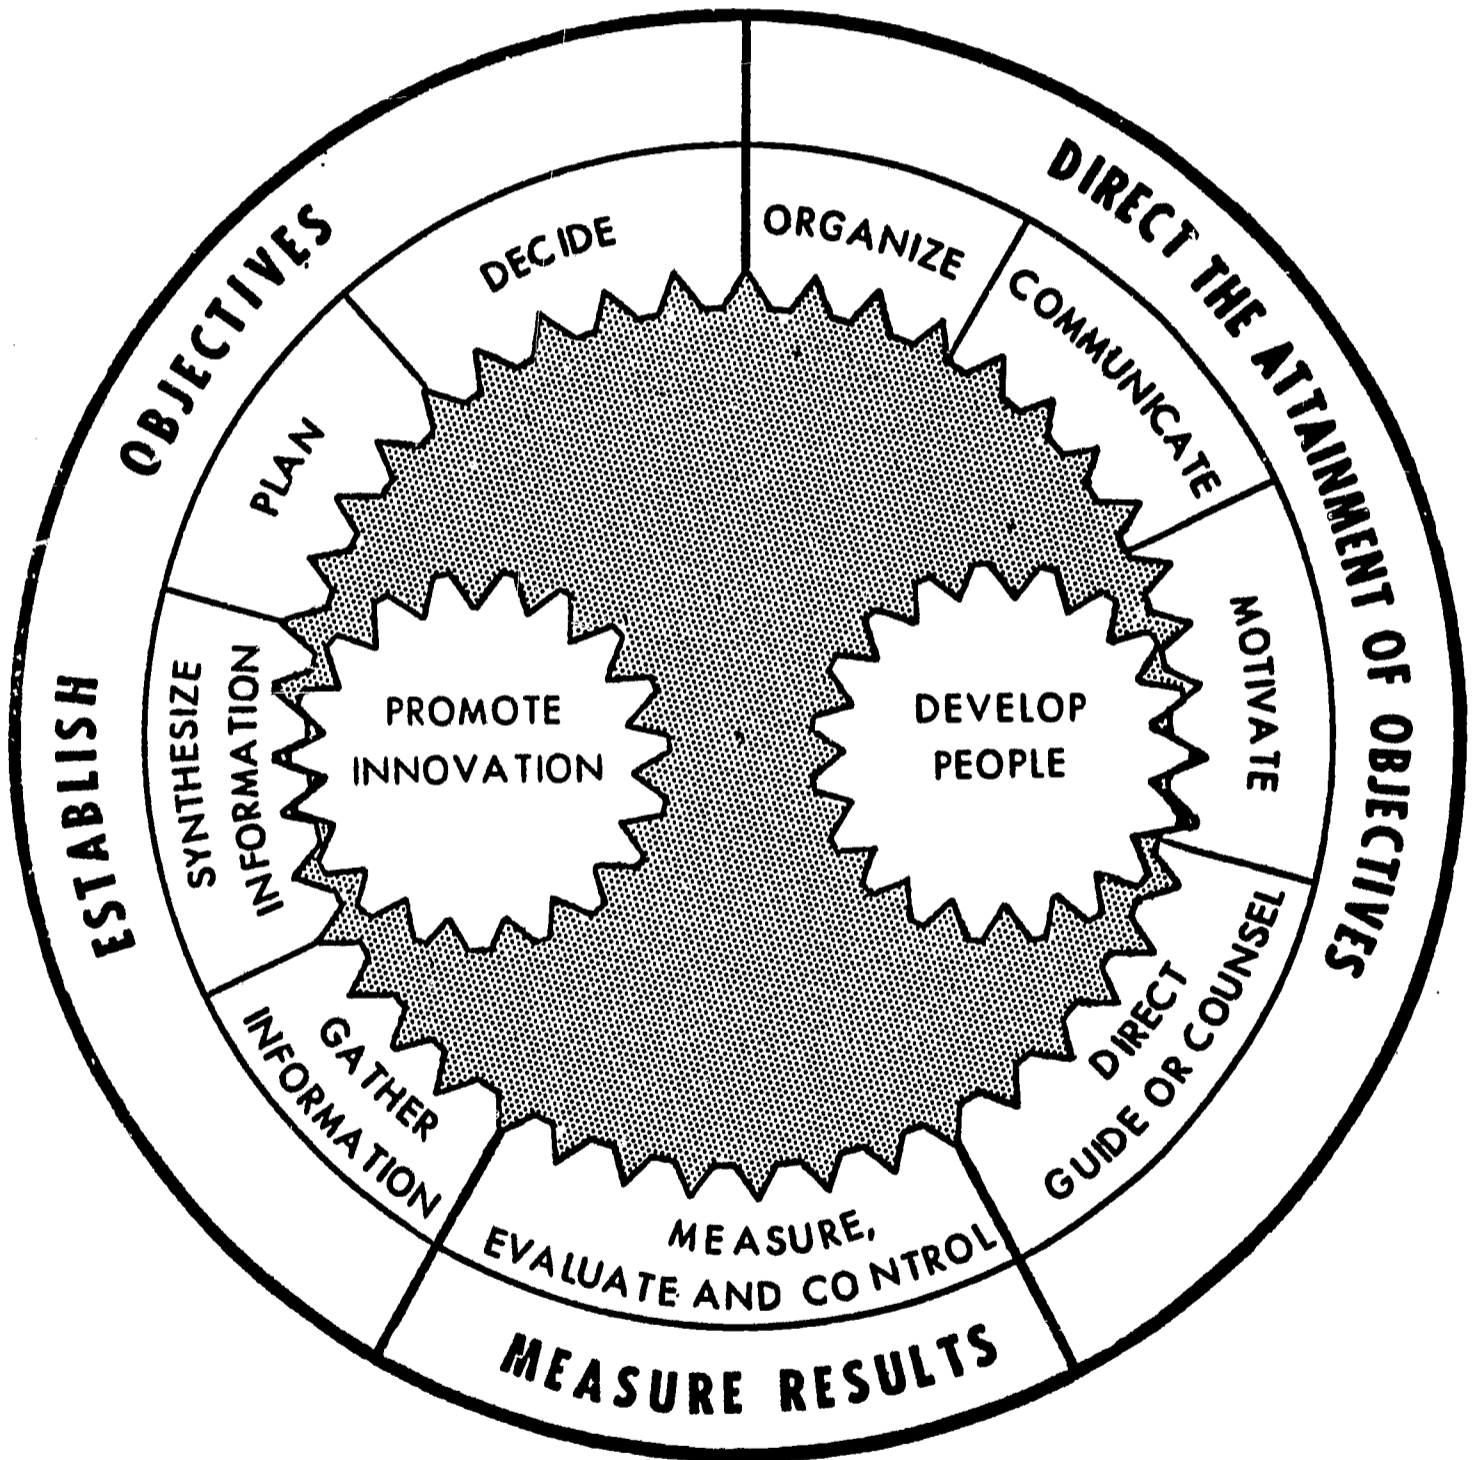 ESTABLISH OBJECTIVES
DIRECT THE ATTAINMENT OF OBJECTIVES
MEASURE RESULTS
GATHER
INFORMATION
SYNTHESIZE
INFORMATION
PLAN
DECIDE
ORGANIZE
COMMUNICATE
MOTIVATE
DIRECT
GUIDE OR COUNSEL
MEASURE,
EVALUATE AND CONTROL
PROMOTE
INNOVATION
DEVELOP
PEOPLE